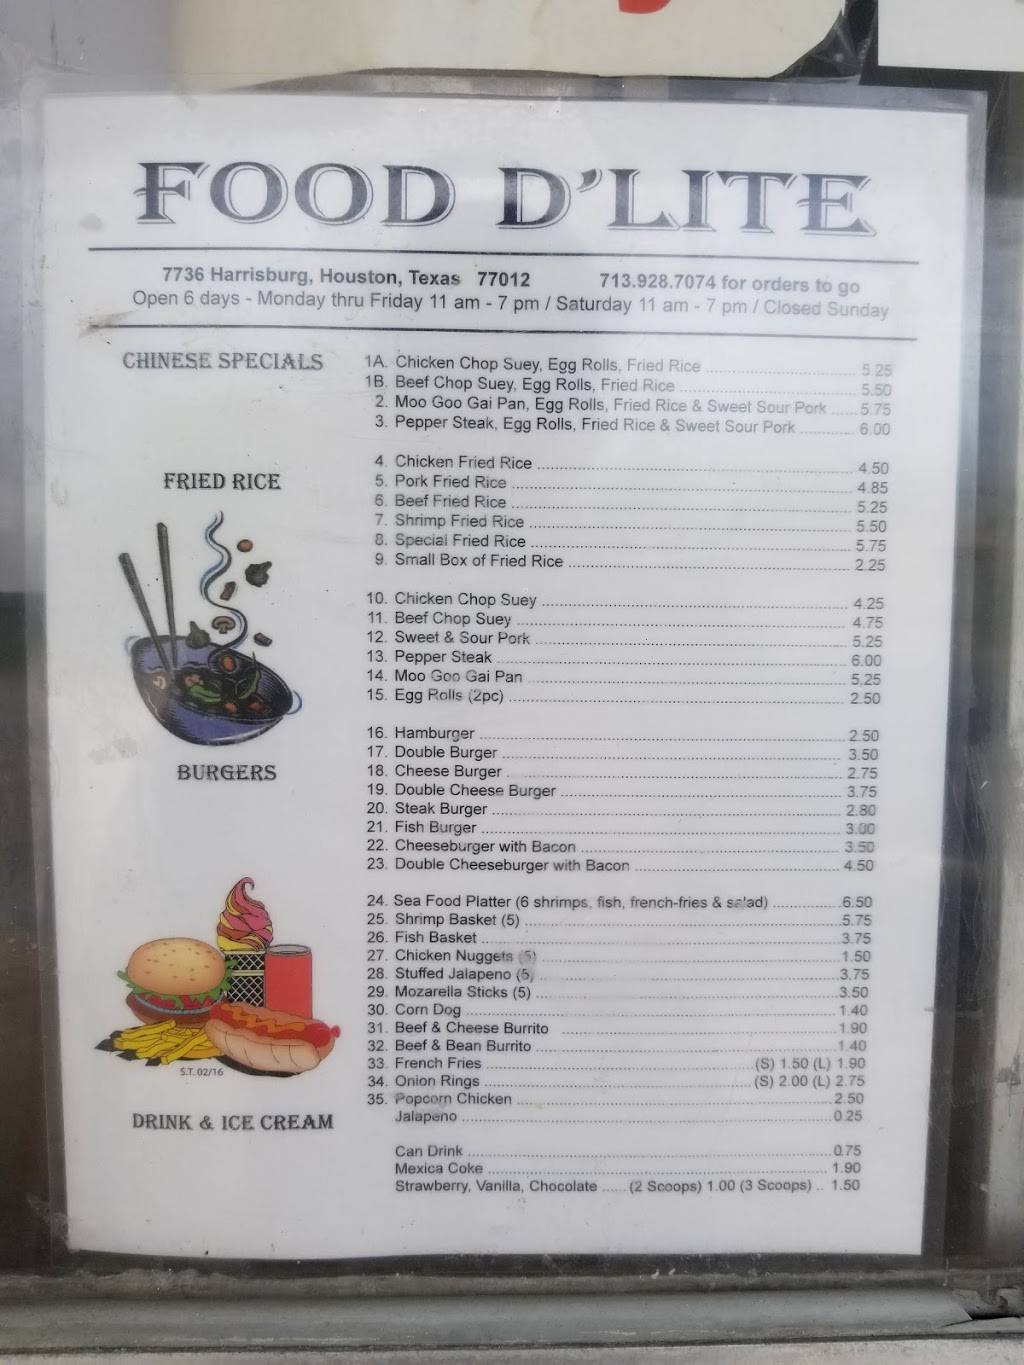 FOOD D'LITE
7736 Harrisburg, Houston, Texas 77012 713.928.7074 for orders to go
Open 6 days - Monday thru Friday 11 am - 7 pm / Saturday 11 am - 7 pm / Closed Sunday
CHINESE SPECIALS
1A. Chicken Chop Suey, Egg Rolls, Fried Rice 5.25
1B. Beef Chop Suey, Egg Rolls, Fried Rice 5.50
2. Moo Goo Gai Pan, Egg Rolls, Fried Rice & Sweet Sour Pork 5.75
3. Pepper Steak, Egg Rolls, Fried Rice & Sweet Sour Pork 6.00
FRIED RICE
4. Chicken Fried Rice 4.50
5. Pork Fried Rice 4.85
6. Beef Fried Rice 5.25
7. Shrimp Fried Rice 5.50
8. Special Fried Rice 5.75
9. Small Box of Fried Rice 2.25
10. Chicken Chop Suey 4.25
11. Beef Chop Suey 4.75
12. Sweet & Sour Pork 5.25
13. Pepper Steak 6.00
14. Moo Goo Gai Pan 5.25
15. Egg Rolls (2pc) 2.50
BURGERS
16. Hamburger 2.50
17. Double Burger 3.50
18. Cheese Burger 2.75
19. Double Cheese Burger 3.75
20. Steak Burger 2.80
21. Fish Burger 3.00
22. Cheeseburger with Bacon 3.50
23. Double Cheeseburger with Bacon 4.50
24. Sea Food Platter (6 shrimps, fish, french-fries & salad) 6.50
25. Shrimp Basket (5) 5.75
26. Fish Basket 3.75
27. Chicken Nuggets (5) 1.50
28. Stuffed Jalapeno (5) 3.75
29. Mozarella Sticks (5) 3.50
30. Corn Dog 1.40
31. Beef & Cheese Burrito 1.90
32. Beef & Bean Burrito 1.40
33. French Fries (S) 1.50 (L) 1.90
34. Onion Rings (S) 2.00 (L) 2.75
35. Popcorn Chicken 2.50
Jalapeno 0.25
S.T. 02/16
DRINK & ICE CREAM
Can Drink 0.75
Mexica Coke 1.90
Strawberry, Vanilla, Chocolate (2 Scoops) 1.00 (3 Scoops) 1.50